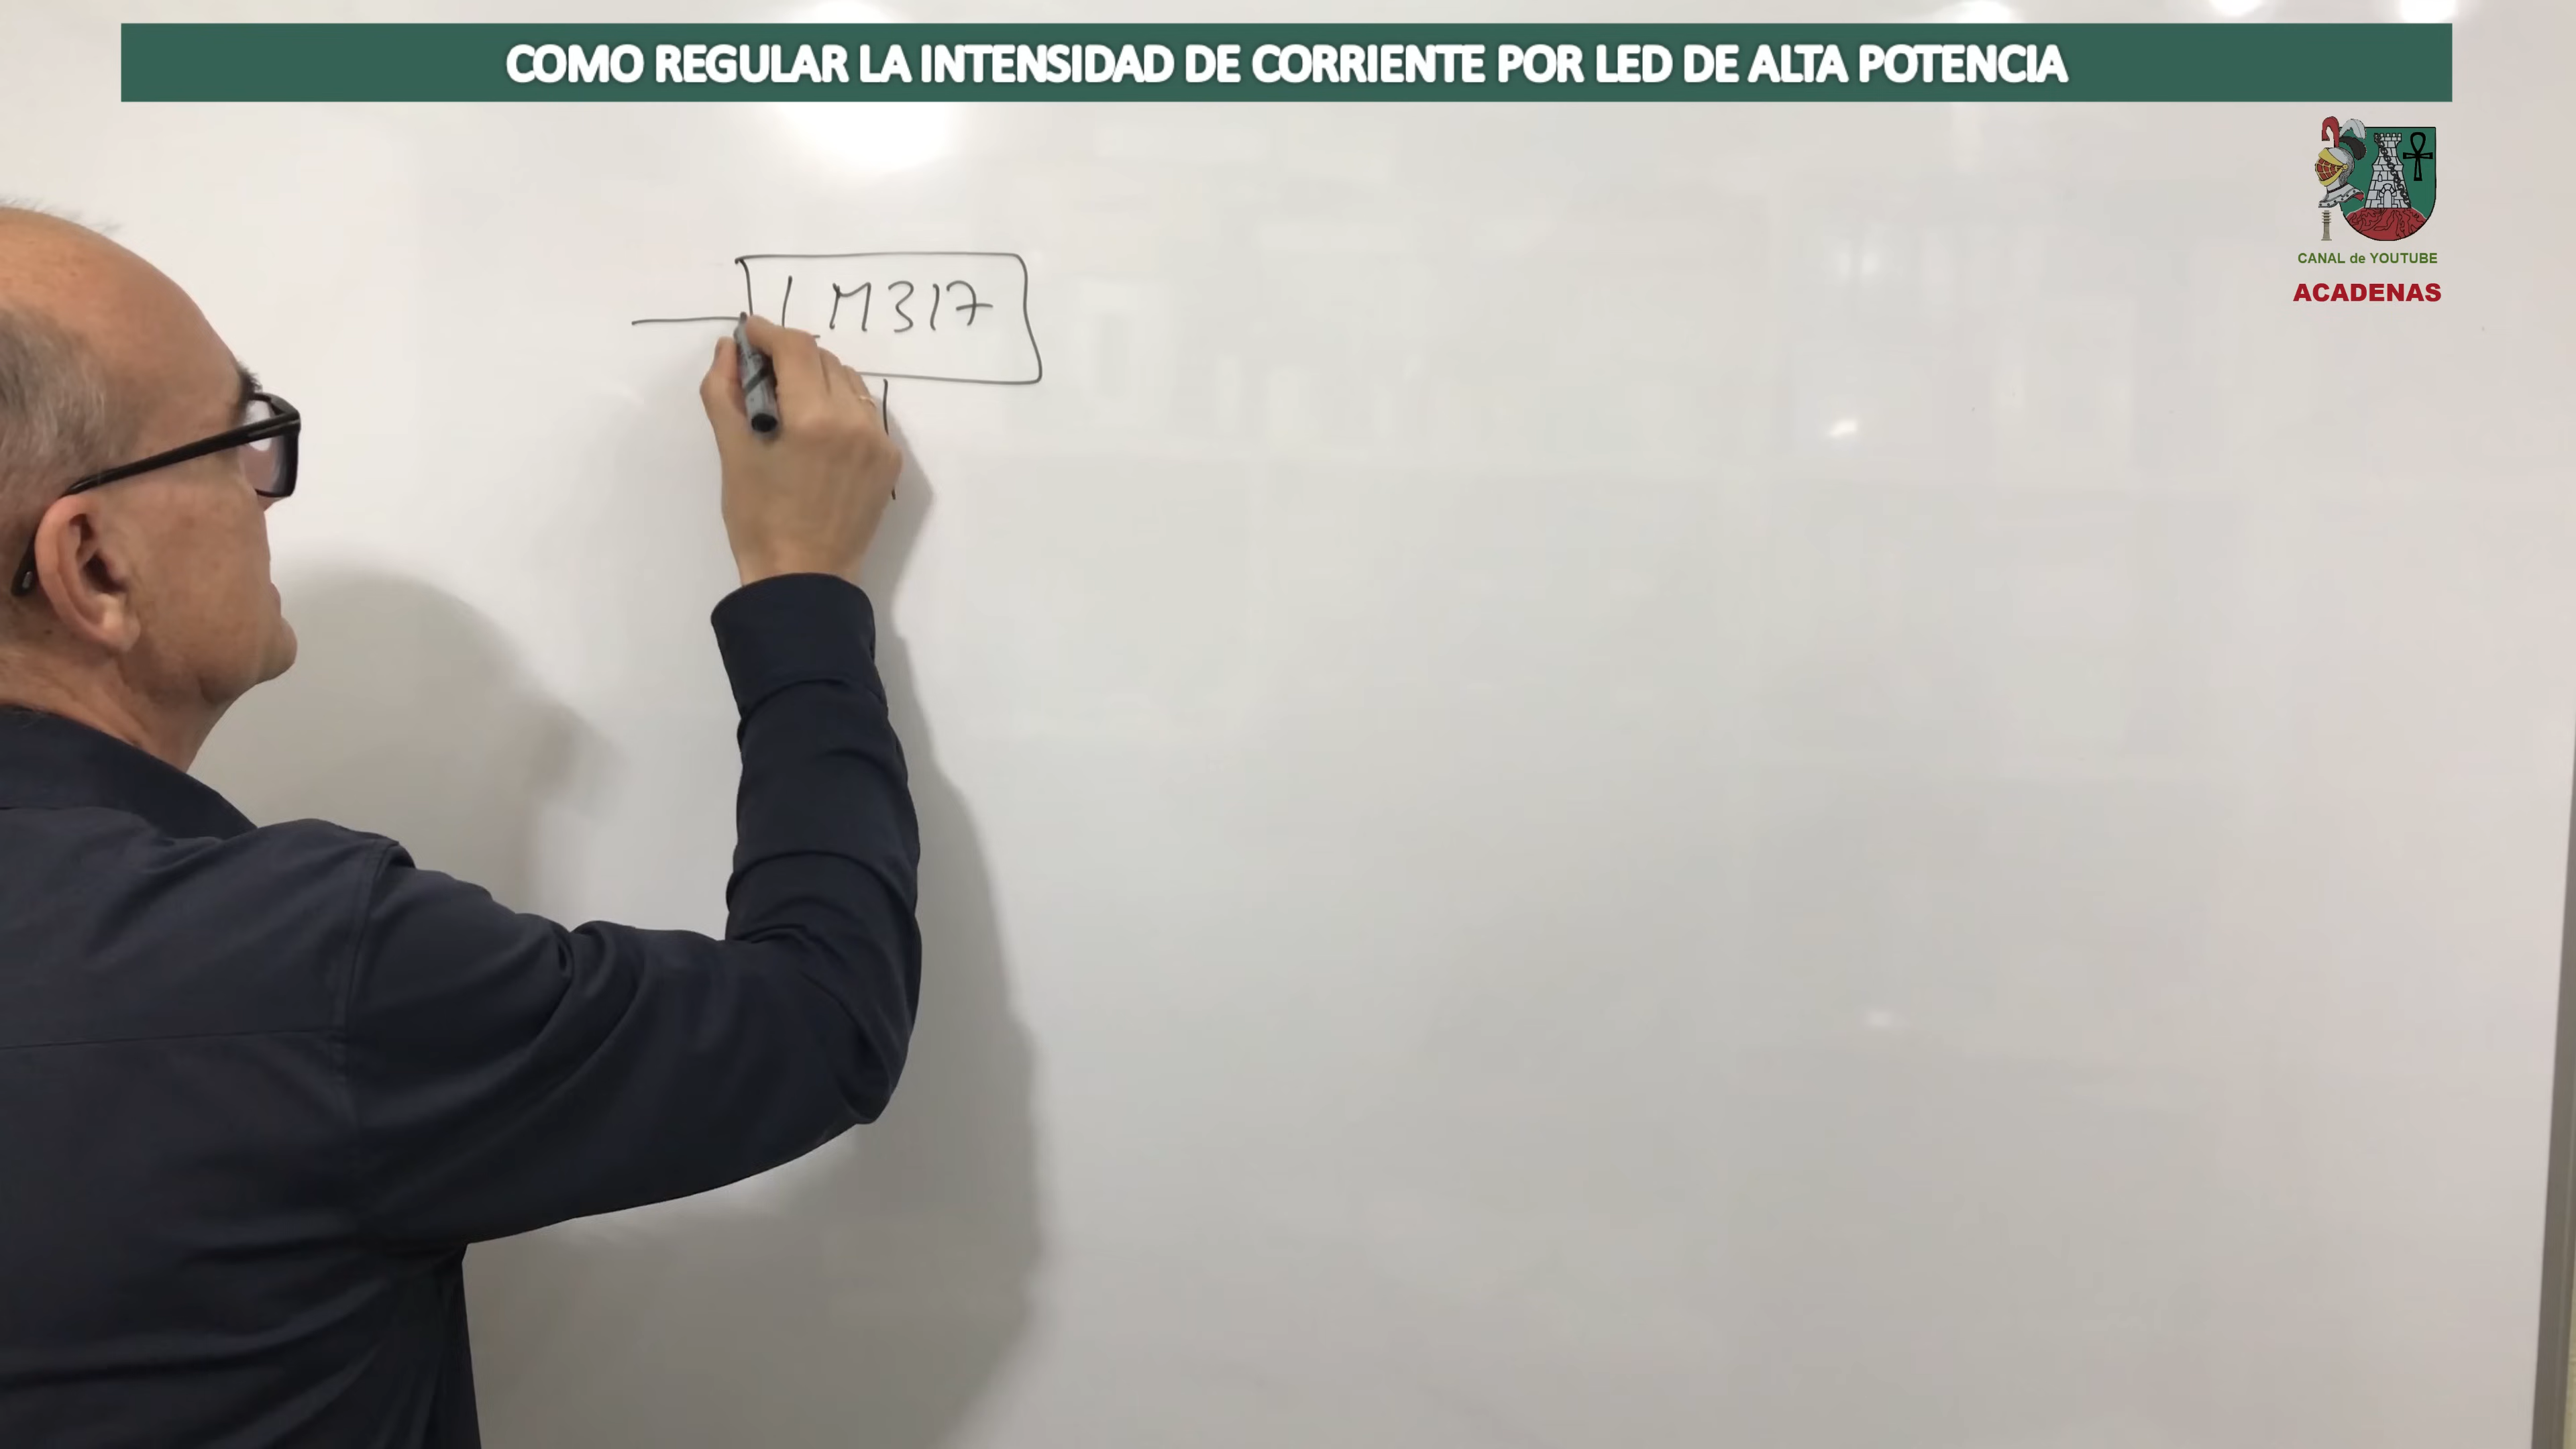 COMO REGULAR LA INTENSIDAD DE CORRIENTE POR LED DE ALTA POTENCIA
CANAL de YOUTUBE
ACADENAS
LM317